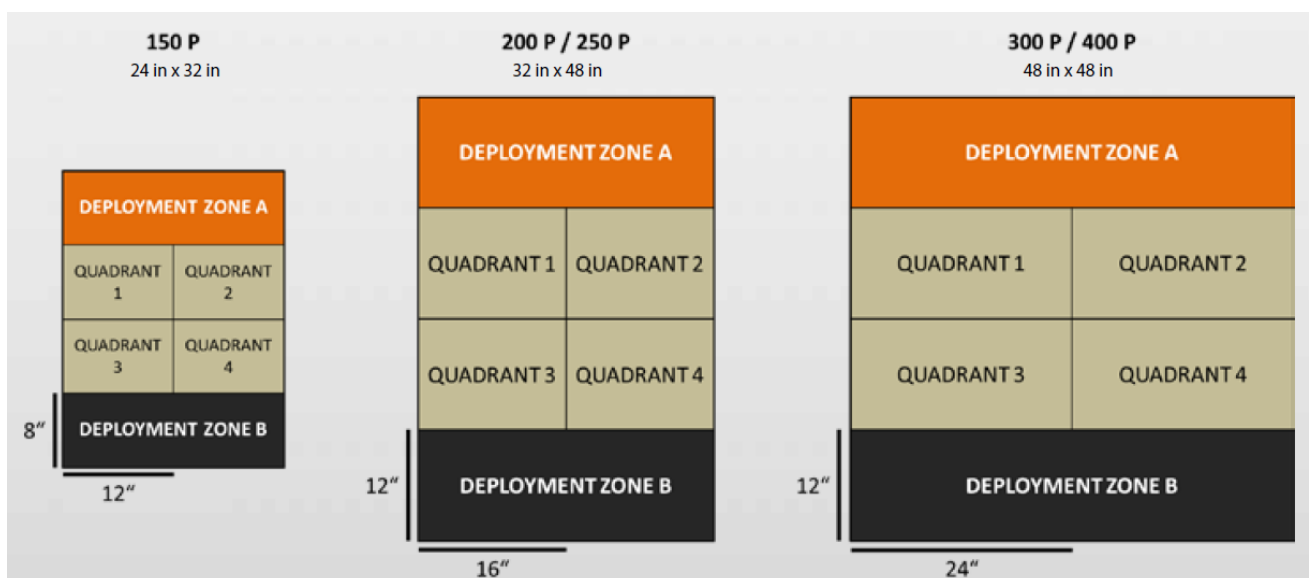 150 P
24 in x 32 in
DEPLOYMENT ZONE A
QUADRANT
1
QUADRANT
2
QUADRANT
3
QUADRANT
4
DEPLOYMENT ZONE B
8“
12“
200 P / 250 P
32 in x 48 in
DEPLOYMENT ZONE A
QUADRANT 1
QUADRANT 2
QUADRANT 3
QUADRANT 4
DEPLOYMENT ZONE B
12“
16“
300 P / 400 P
48 in x 48 in
DEPLOYMENT ZONE A
QUADRANT 1
QUADRANT 2
QUADRANT 3
QUADRANT 4
DEPLOYMENT ZONE B
12“
24“